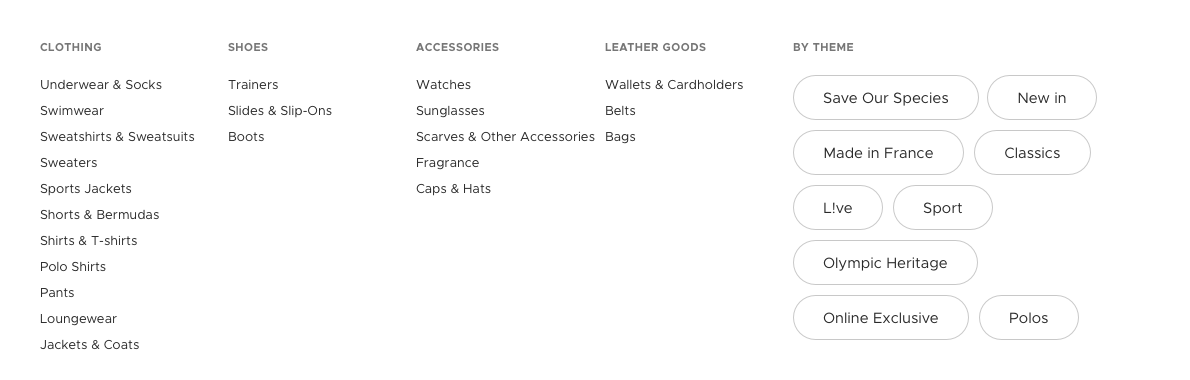 CLOTHING
Underwear & Socks
Swimwear
Sweatshirts & Sweatsuits
Sweaters
Sports Jackets
Shorts & Bermudas
Shirts & T-shirts
Polo Shirts
Pants
Loungewear
Jackets & Coats
SHOES
Trainers
Slides & Slip-Ons
Boots
ACCESSORIES
Watches
Sunglasses
Scarves & Other Accessories
Fragrance
Caps & Hats
LEATHER GOODS
Wallets & Cardholders
Belts
Bags
BY THEME
Save Our Species
New in
Made in France
Classics
L!ve
Sport
Olympic Heritage
Online Exclusive
Polos